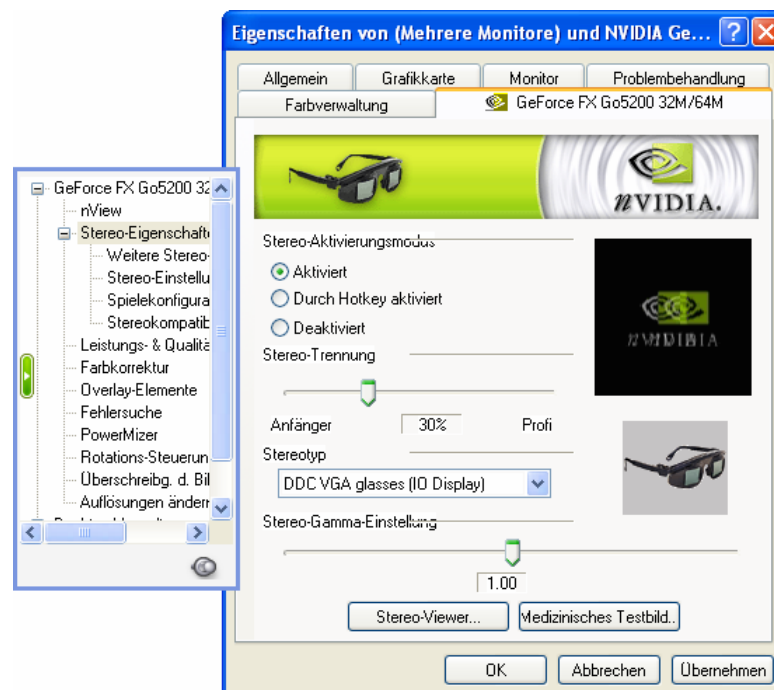 Eigenschaften von (Mehrere Monitore) und NVIDIA Ge...
Allgemein Grafikkarte Monitor Problembehandlung
Farbverwaltung GeForce FX Go5200 32M/64M
nVIDIA.
GeForce FX Go5200 32
nView
Stereo-Eigenschaft
Weitere Stereo-
Stereo-Einstellu
Spielekonfigura
Stereokompatib
Leistungs- & Qualitä
Farbkorrektur
Overlay-Elemente
Fehlersuche
PowerMizer
Rotations-Steuerun
Überschreibg. d. Bil
Auflösungen änderr
Stereo-Aktivierungsmodus
Aktiviert
Durch Hotkey aktiviert
Deaktiviert
Stereo-Trennung
Anfänger 30% Profi
Stereotyp
DDC VGA glasses (IO Display)
Stereo-Gamma-Einstellung
1.00
Stereo-Viewer... Medizinisches Testbild..
OK Abbrechen Übernehmen